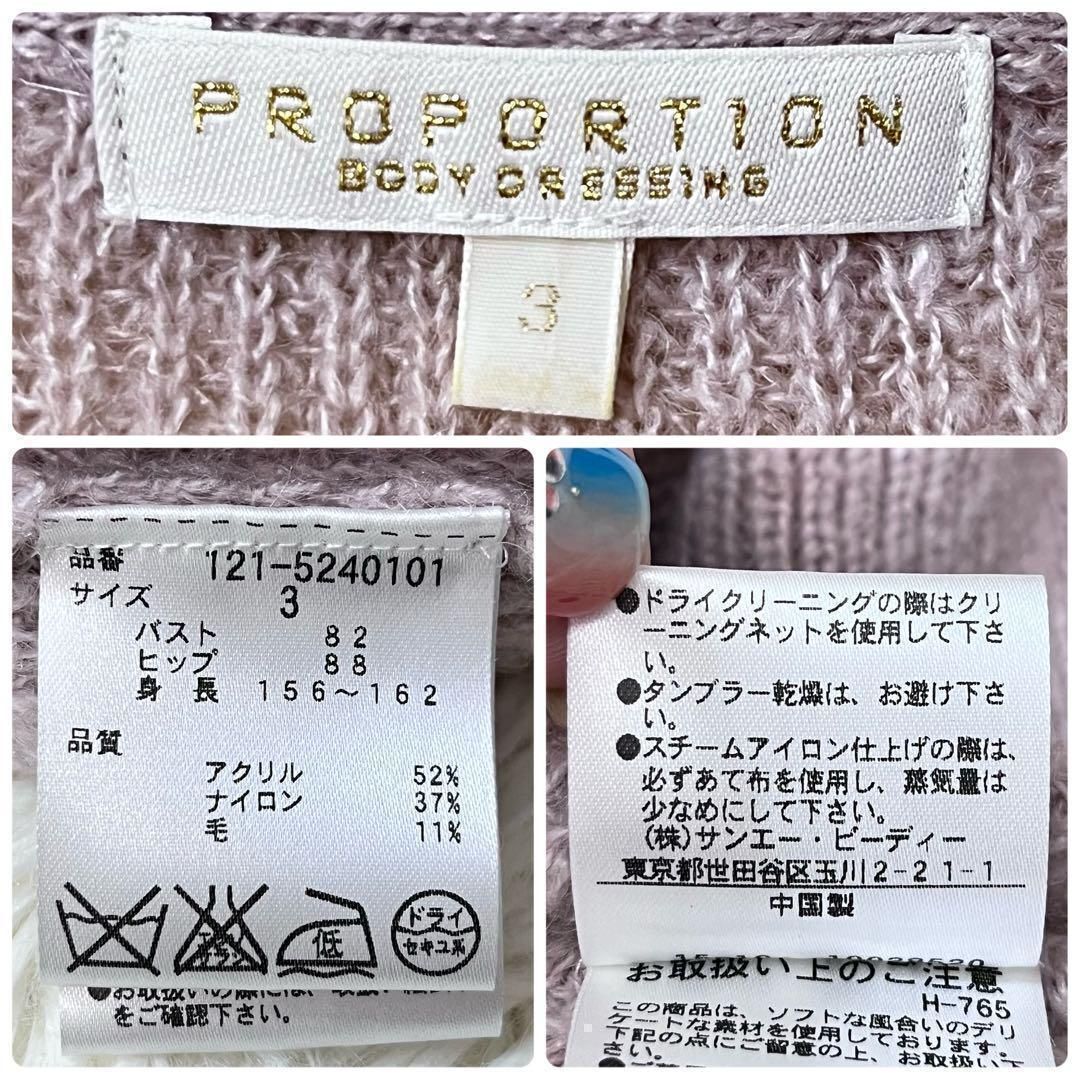 PROPORTION
BODY DRESSING
3
品番 121-5240101
サイズ 3
バスト 82
ヒップ 88
身長 156〜162
品質
アクリル 52%
ナイロン 37%
毛 11%
エンソ
サラシ
低
ドライ
セキユ系
をご確認下さい。
●ドライクリーニングの際はクリ
ーニングネットを使用して下さ
い。
●タンブラー乾燥は、お避け下さ
い。
●スチームアイロン仕上げの際は、
必ずあて布を使用し、蒸気量は
少なめにして下さい。
(株)サンエー・ビーディー
東京都世田谷区玉川2-21-1
中国製
お取扱い上のご注意
H-765
この商品は、ソフトな風合いのデリ
ケートな素材を使用しております。
下記の点にご留意の上、お取扱い下
さい。